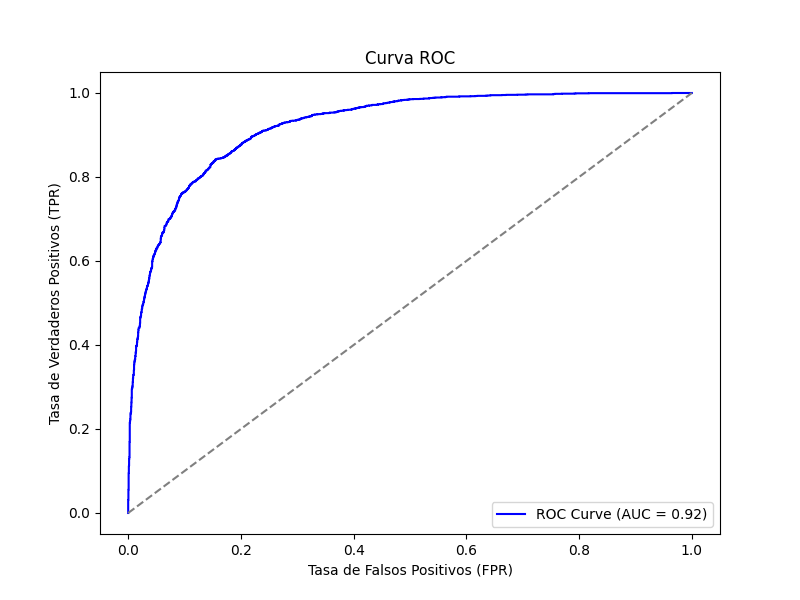 Curva ROC
Tasa de Verdaderos Positivos (TPR)
1.0
0.8
0.6
0.4
0.2
0.0
0.0 0.2 0.4 0.6 0.8 1.0
Tasa de Falsos Positivos (FPR)
ROC Curve (AUC = 0.92)